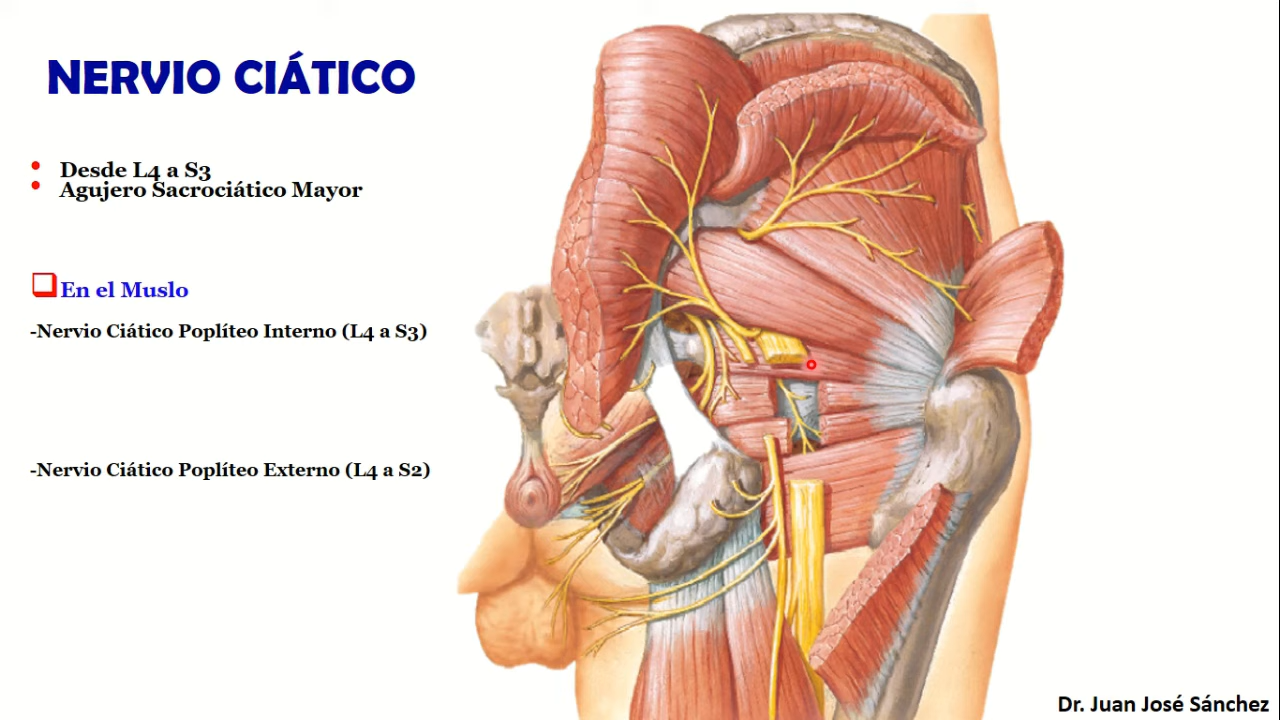 NERVIO CIÁTICO
• Desde L4 a S3
• Agujero Sacrociático Mayor
❑En el Muslo
-Nervio Ciático Poplíteo Interno (L4 a S3)
-Nervio Ciático Poplíteo Externo (L4 a S2)
Dr. Juan José Sánchez